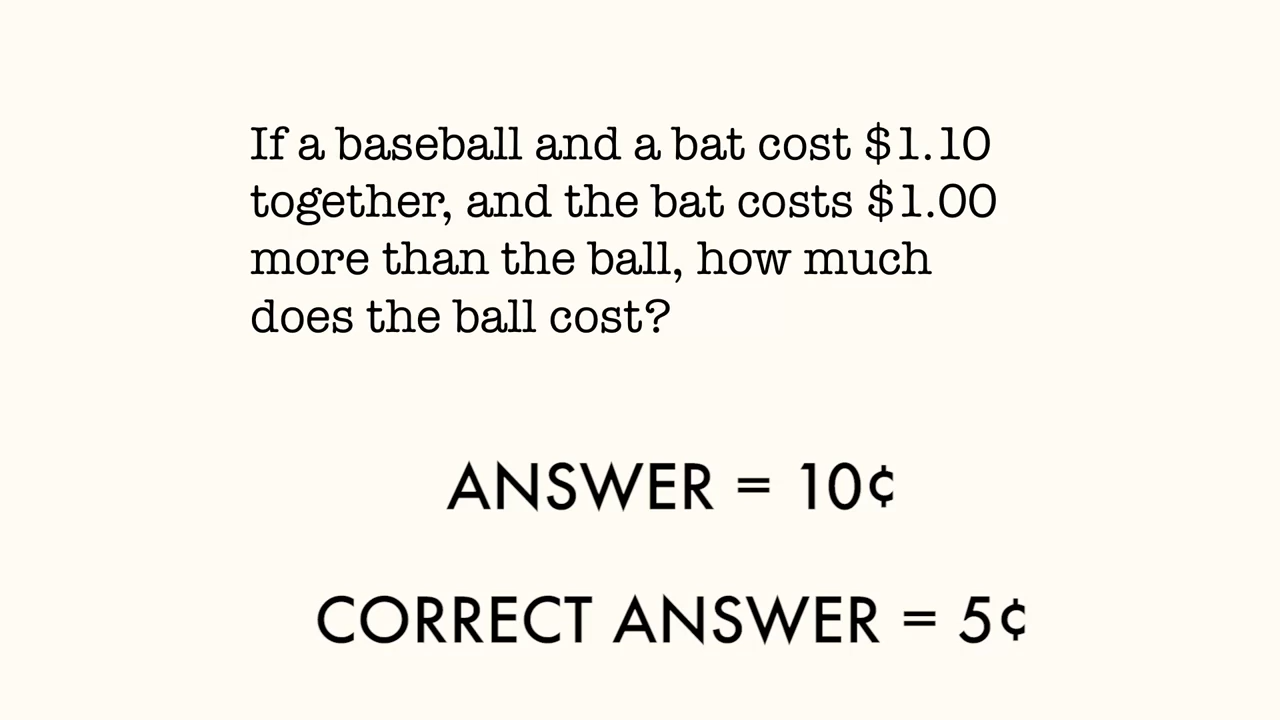 If a baseball and a bat cost $1.10
together, and the bat costs $1.00
more than the ball, how much
does the ball cost?
ANSWER = 10¢
CORRECT ANSWER = 5¢